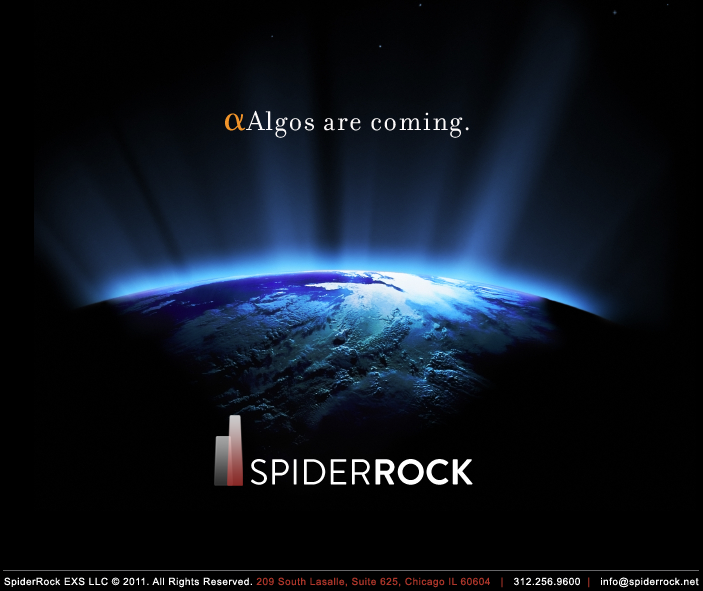 αAlgos are coming.
SPIDERROCK
SpiderRock EXS LLC © 2011. All Rights Reserved. 209 South Lasalle, Suite 625, Chicago IL 60604 | 312.256.9600 | info@spiderrock.net